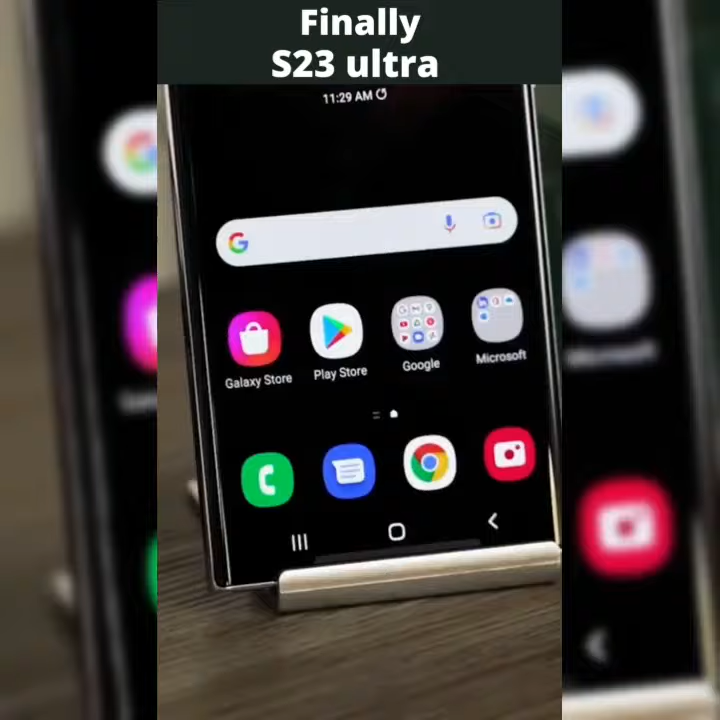 Finally
S23 ultra
11:29 AM
G
Galaxy Store
Play Store
Google
Microsoft